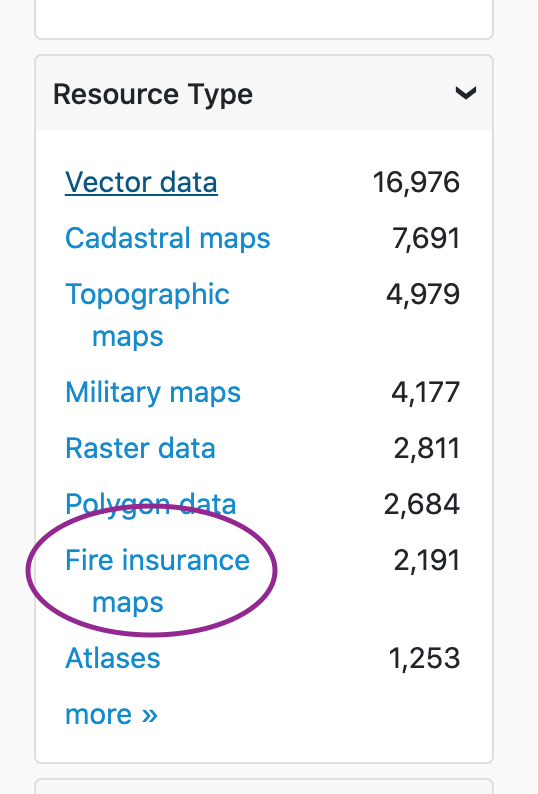 Resource Type
Vector data 16,976
Cadastral maps 7,691
Topographic 4,979
maps
Military maps 4,177
Raster data 2,811
Polygon data 2,684
Fire insurance 2,191
maps
Atlases 1,253
more »